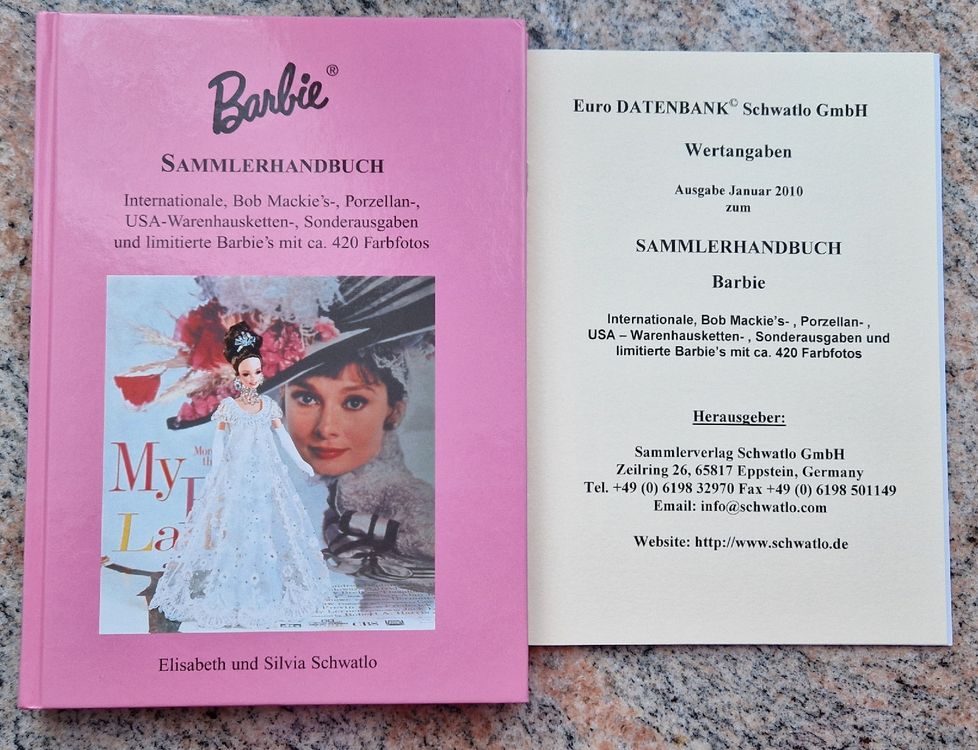 Barbie®
SAMMLERHANDBUCH
Internationale, Bob Mackie's-, Porzellan-,
USA-Warenhausketten-, Sonderausgaben
und limitierte Barbie's mit ca. 420 Farbfotos
My
La
Elisabeth und Silvia Schwatlo
Euro DATENBANK© Schwatlo GmbH
Wertangaben
Ausgabe Januar 2010
zum
SAMMLERHANDBUCH
Barbie
Internationale, Bob Mackie's- , Porzellan- ,
USA – Warenhausketten- , Sonderausgaben und
limitierte Barbie's mit ca. 420 Farbfotos
Herausgeber:
Sammlerverlag Schwatlo GmbH
Zeilring 26, 65817 Eppstein, Germany
Tel. +49 (0) 6198 32970 Fax +49 (0) 6198 501149
Email: info@schwatlo.com
Website: http://www.schwatlo.de